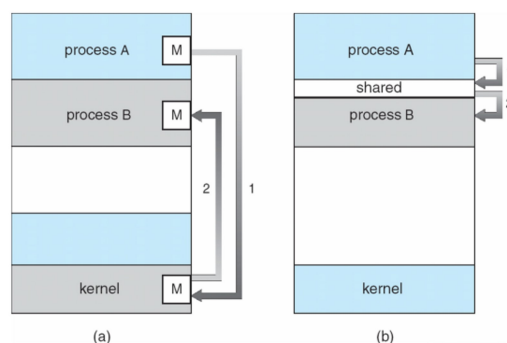 process A M
process B M
2 1
kernel M
(a)
process A
shared
process B
kernel
(b)